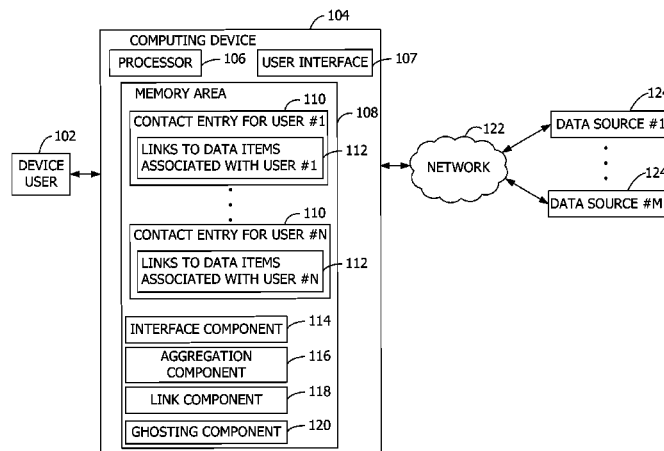 104
COMPUTING DEVICE
PROCESSOR
106
USER INTERFACE
107
MEMORY AREA
110
108
CONTACT ENTRY FOR USER #1
LINKS TO DATA ITEMS
ASSOCIATED WITH USER #1
112
102
DEVICE
USER
110
CONTACT ENTRY FOR USER #N
LINKS TO DATA ITEMS
ASSOCIATED WITH USER #N
112
INTERFACE COMPONENT
114
AGGREGATION
COMPONENT
116
LINK COMPONENT
118
GHOSTING COMPONENT
120
122
NETWORK
124
DATA SOURCE #1
124
DATA SOURCE #M